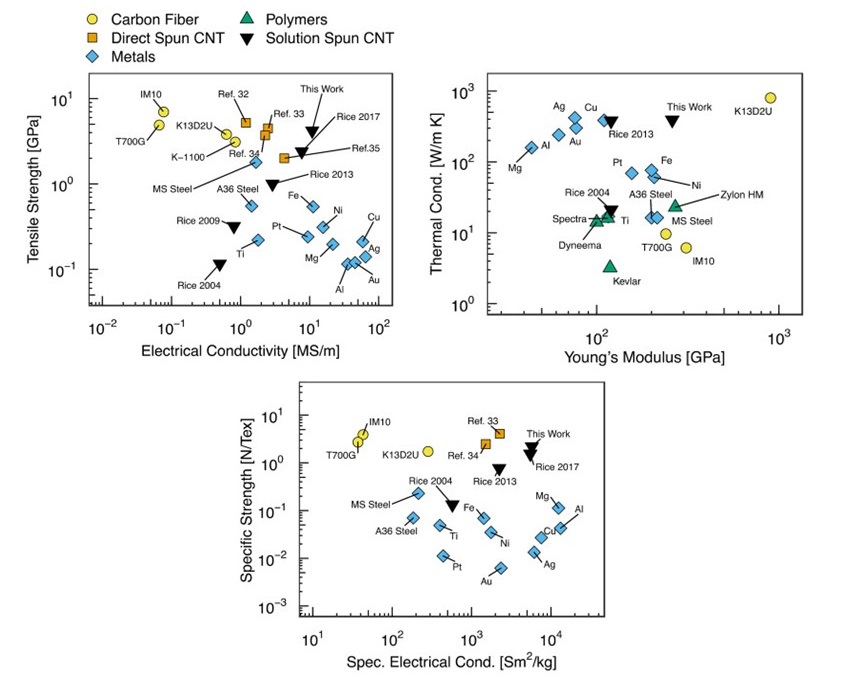 Carbon Fiber
Polymers
Direct Spun CNT
Solution Spun CNT
Metals
Tensile Strength [GPa]
10¹
10⁰
10⁻¹
IM10
T700G
K13D2U
K−1100
Ref. 32
Ref. 33
Ref. 34
Ref.35
This Work
Rice 2017
Rice 2013
MS Steel
A36 Steel
Rice 2009
Rice 2004
Ti
Fe
Ni
Pt
Mg
Cu
Ag
Al
Au
10⁻² 10⁻¹ 10⁰ 10¹ 10²
Electrical Conductivity [MS/m]
Thermal Cond. [W/m K]
10³
10²
10¹
10⁰
Ag
Cu
This Work
K13D2U
Rice 2013
Al
Au
Mg
Pt
Fe
Ni
Rice 2004
A36 Steel
Zylon HM
Spectra
Ti
MS Steel
Dyneema
T700G
IM10
Kevlar
10² 10³
Young's Modulus [GPa]
Specific Strength [N/Tex]
10¹
10⁰
10⁻¹
10⁻²
10⁻³
IM10
T700G
K13D2U
Ref. 33
Ref. 34
This Work
Rice 2017
Rice 2004
Rice 2013
MS Steel
A36 Steel
Ti
Pt
Fe
Ni
Au
Mg
Al
Cu
Ag
10¹ 10² 10³ 10⁴
Spec. Electrical Cond. [Sm²/kg]